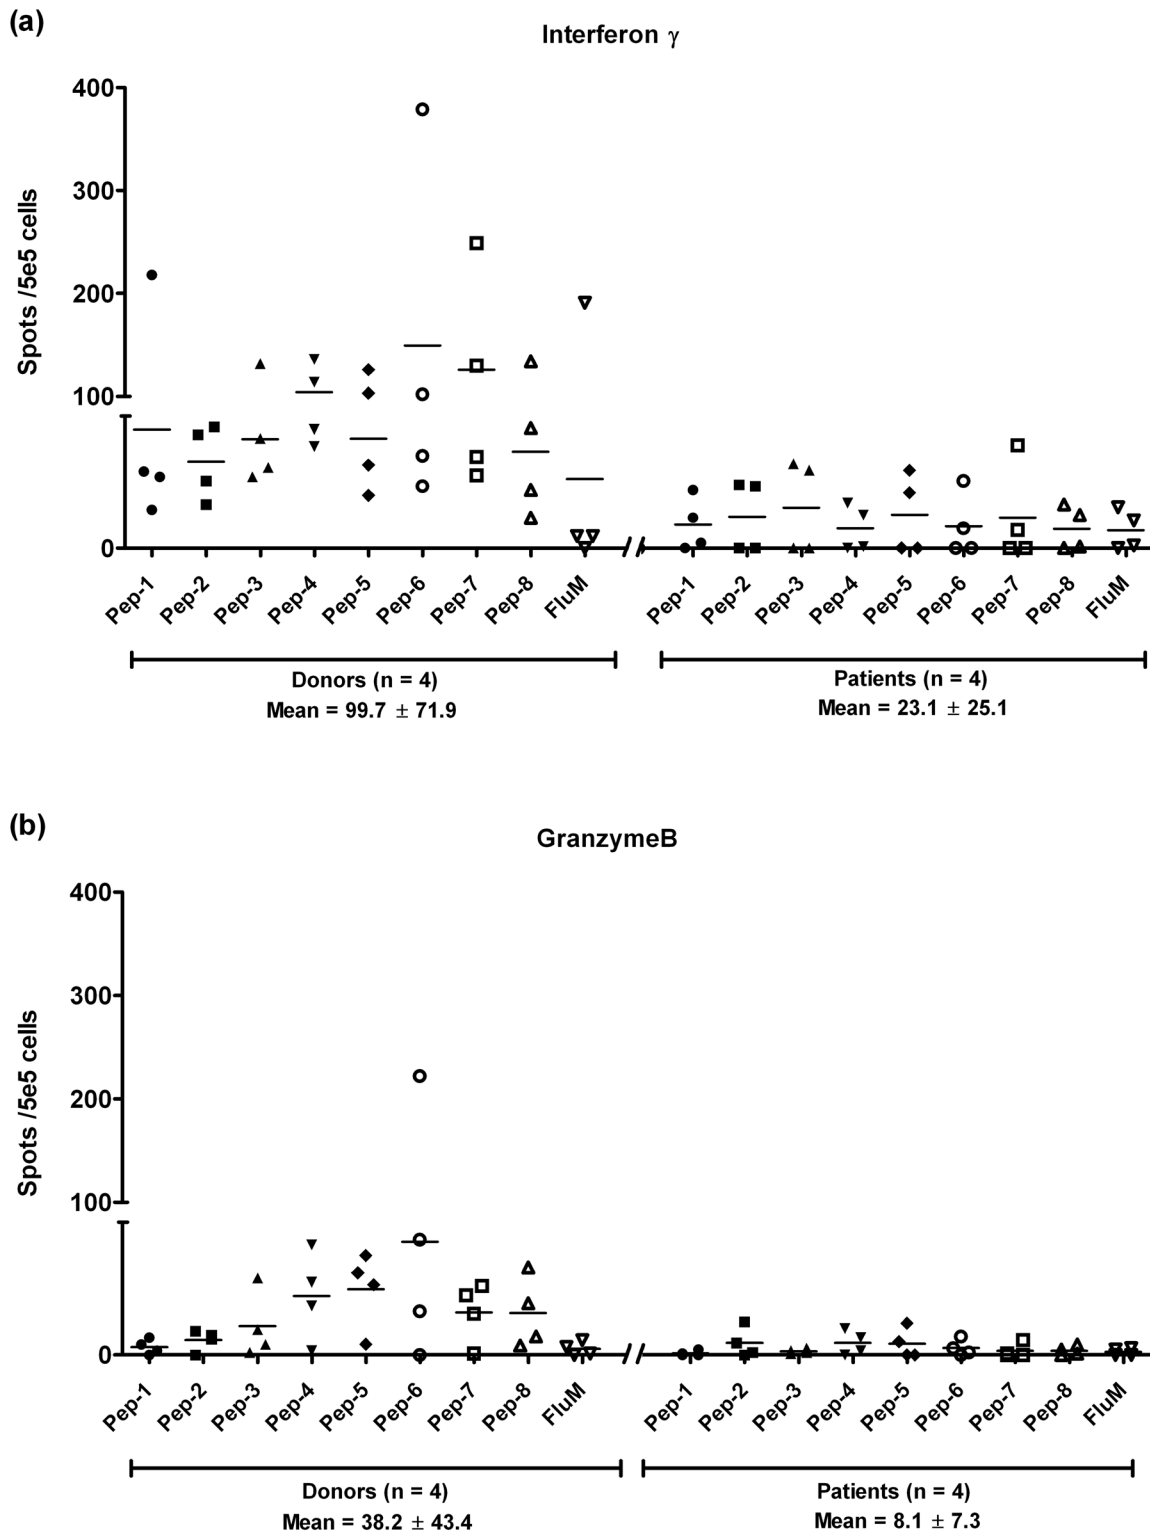 (a)
Interferon γ
Spots /5e5 cells
400
300
200
100
0
Pep-1 Pep-2 Pep-3 Pep-4 Pep-5 Pep-6 Pep-7 Pep-8 FluM Pep-1 Pep-2 Pep-3 Pep-4 Pep-5 Pep-6 Pep-7 Pep-8 FluM
Donors (n = 4) Patients (n = 4)
Mean = 99.7 ± 71.9 Mean = 23.1 ± 25.1
(b)
GranzymeB
Spots /5e5 cells
400
300
200
100
0
Pep-1 Pep-2 Pep-3 Pep-4 Pep-5 Pep-6 Pep-7 Pep-8 FluM Pep-1 Pep-2 Pep-3 Pep-4 Pep-5 Pep-6 Pep-7 Pep-8 FluM
Donors (n = 4) Patients (n = 4)
Mean = 38.2 ± 43.4 Mean = 8.1 ± 7.3